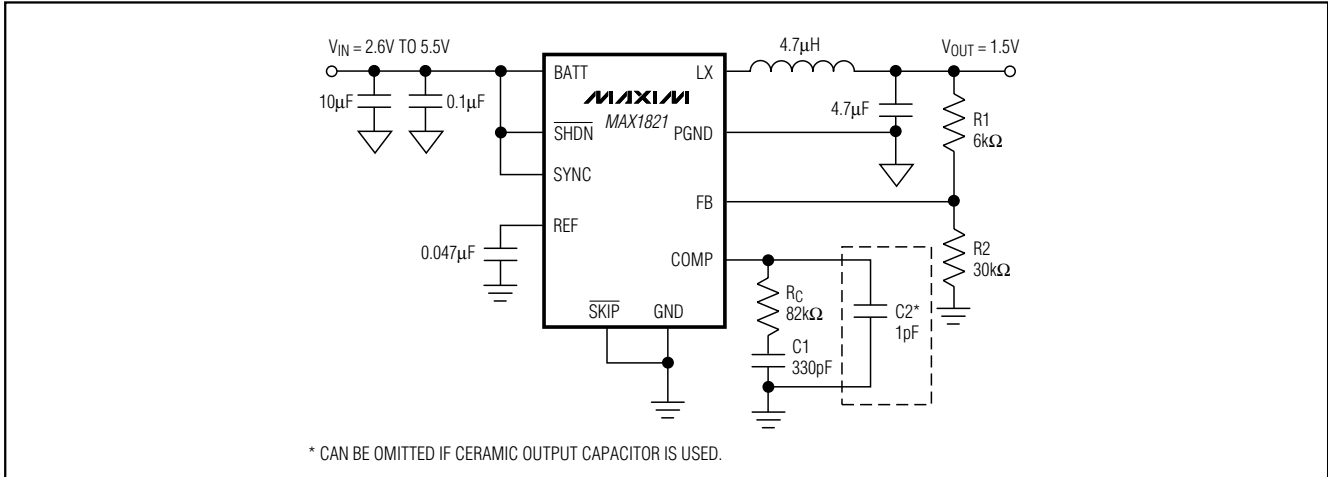 V_IN = 2.6V TO 5.5V
4.7μH
V_OUT = 1.5V
BATT
LX
MAXIM
MAX1821
10μF
0.1μF
4.7μF
R1
6kΩ
SHDN
PGND
SYNC
FB
REF
0.047μF
COMP
R2
30kΩ
R_C
82kΩ
C2*
1pF
SKIP
GND
C1
330pF
* CAN BE OMITTED IF CERAMIC OUTPUT CAPACITOR IS USED.